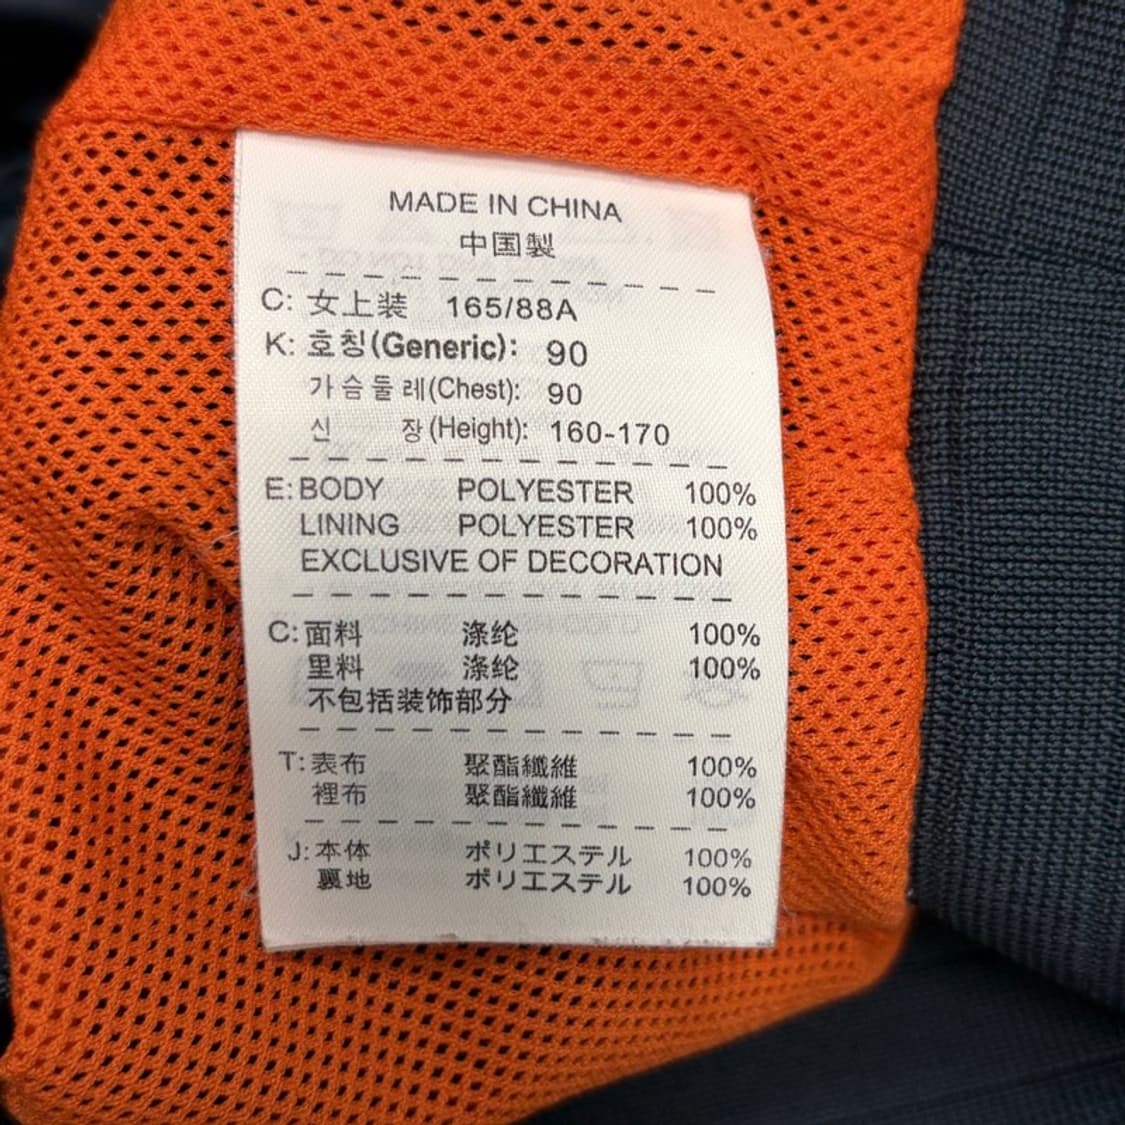 MADE IN CHINA
中国製
C: 女上装 165/88A
K: 호칭(Generic): 90
가슴둘레(Chest): 90
신 장(Height): 160-170
E: BODY POLYESTER 100%
LINING POLYESTER 100%
EXCLUSIVE OF DECORATION
C: 面料 涤纶 100%
里料 涤纶 100%
不包括装饰部分
T: 表布 聚酯纖維 100%
裡布 聚酯纖維 100%
J: 本体 ポリエステル 100%
裏地 ポリエステル 100%